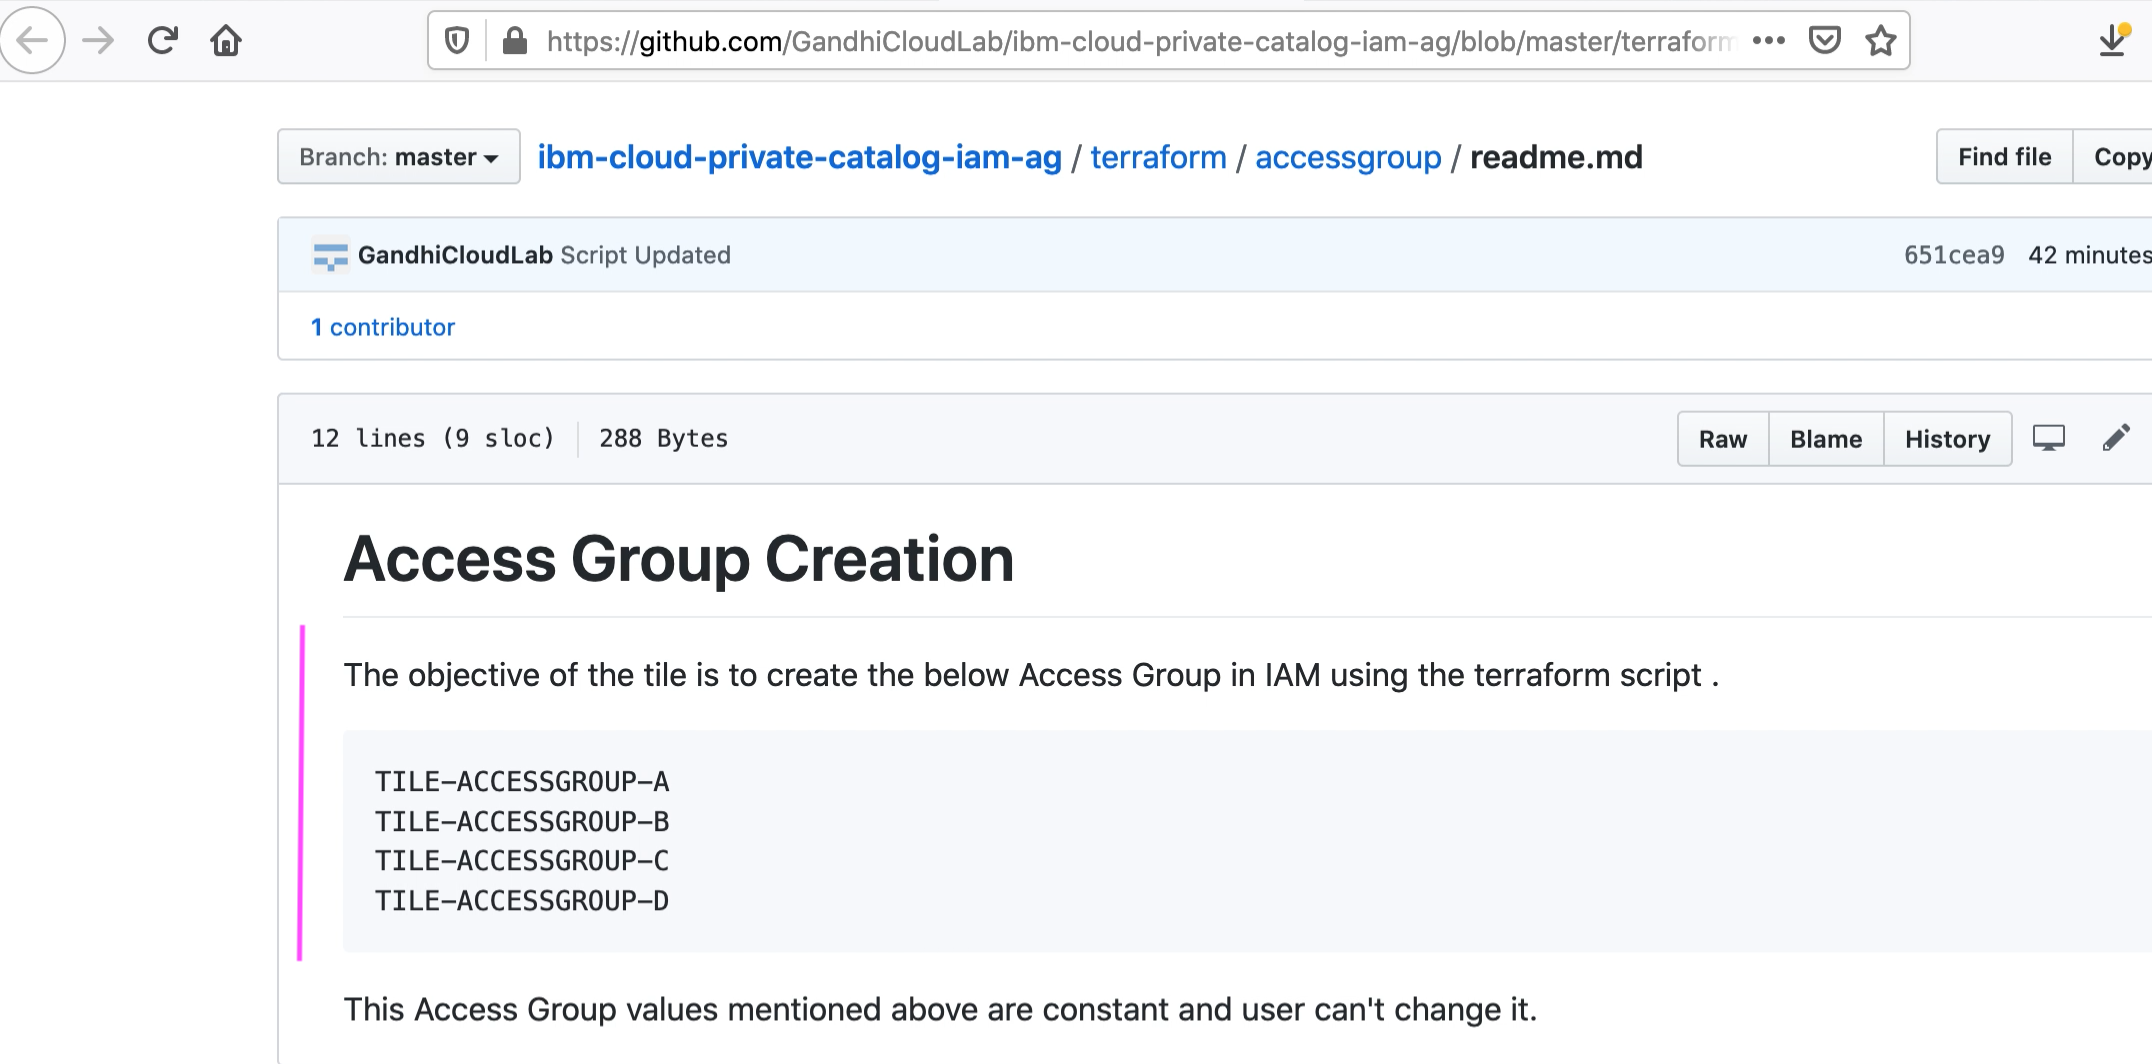 https://github.com/GandhiCloudLab/ibm-cloud-private-catalog-iam-ag/blob/master/terraform
Branch: master ibm-cloud-private-catalog-iam-ag / terraform / accessgroup / readme.md Find file Copy
GandhiCloudLab Script Updated 651cea9 42 minutes
1 contributor
12 lines (9 sloc) 288 Bytes Raw Blame History
Access Group Creation
The objective of the tile is to create the below Access Group in IAM using the terraform script .
TILE-ACCESSGROUP-A
TILE-ACCESSGROUP-B
TILE-ACCESSGROUP-C
TILE-ACCESSGROUP-D
This Access Group values mentioned above are constant and user can't change it.